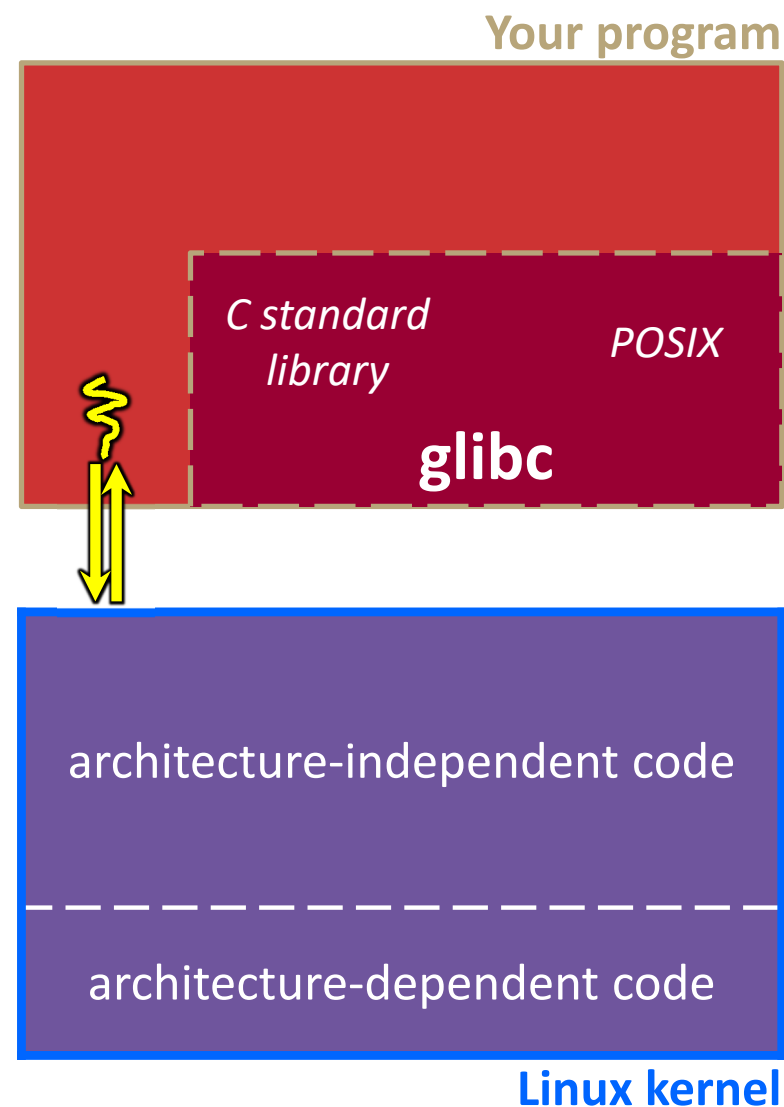 Your program
C standard
library
POSIX
glibc
architecture-independent code
architecture-dependent code
Linux kernel